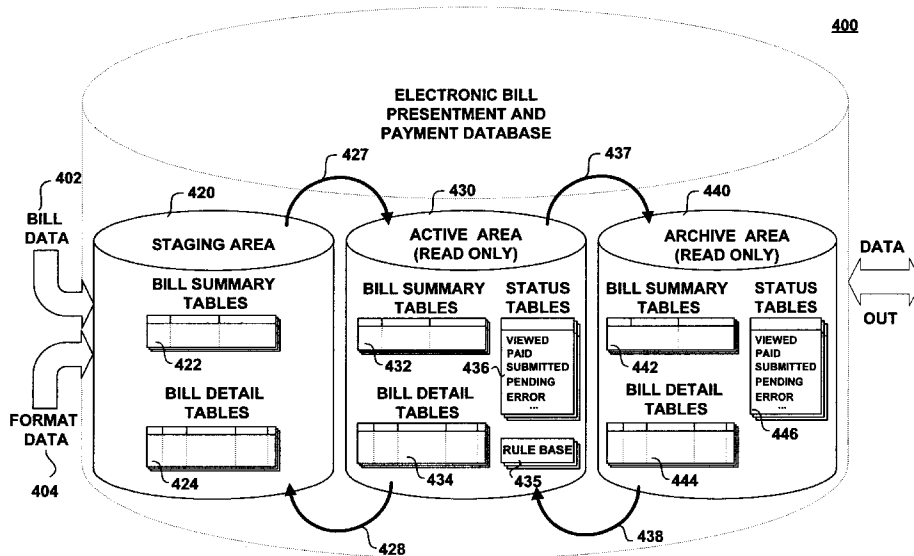 400
ELECTRONIC BILL
PRESENTMENT AND
PAYMENT DATABASE
427
437
402
420
430
440
BILL
DATA
STAGING AREA
ACTIVE AREA
(READ ONLY)
ARCHIVE AREA
(READ ONLY)
DATA
OUT
BILL SUMMARY
TABLES
422
BILL DETAIL
TABLES
424
BILL SUMMARY
TABLES
432
BILL DETAIL
TABLES
434
STATUS
TABLES
436
VIEWED
PAID
SUBMITTED
PENDING
ERROR
...
RULE BASE
435
BILL SUMMARY
TABLES
442
BILL DETAIL
TABLES
444
STATUS
TABLES
VIEWED
PAID
SUBMITTED
PENDING
ERROR
...
446
FORMAT
DATA
404
428
438